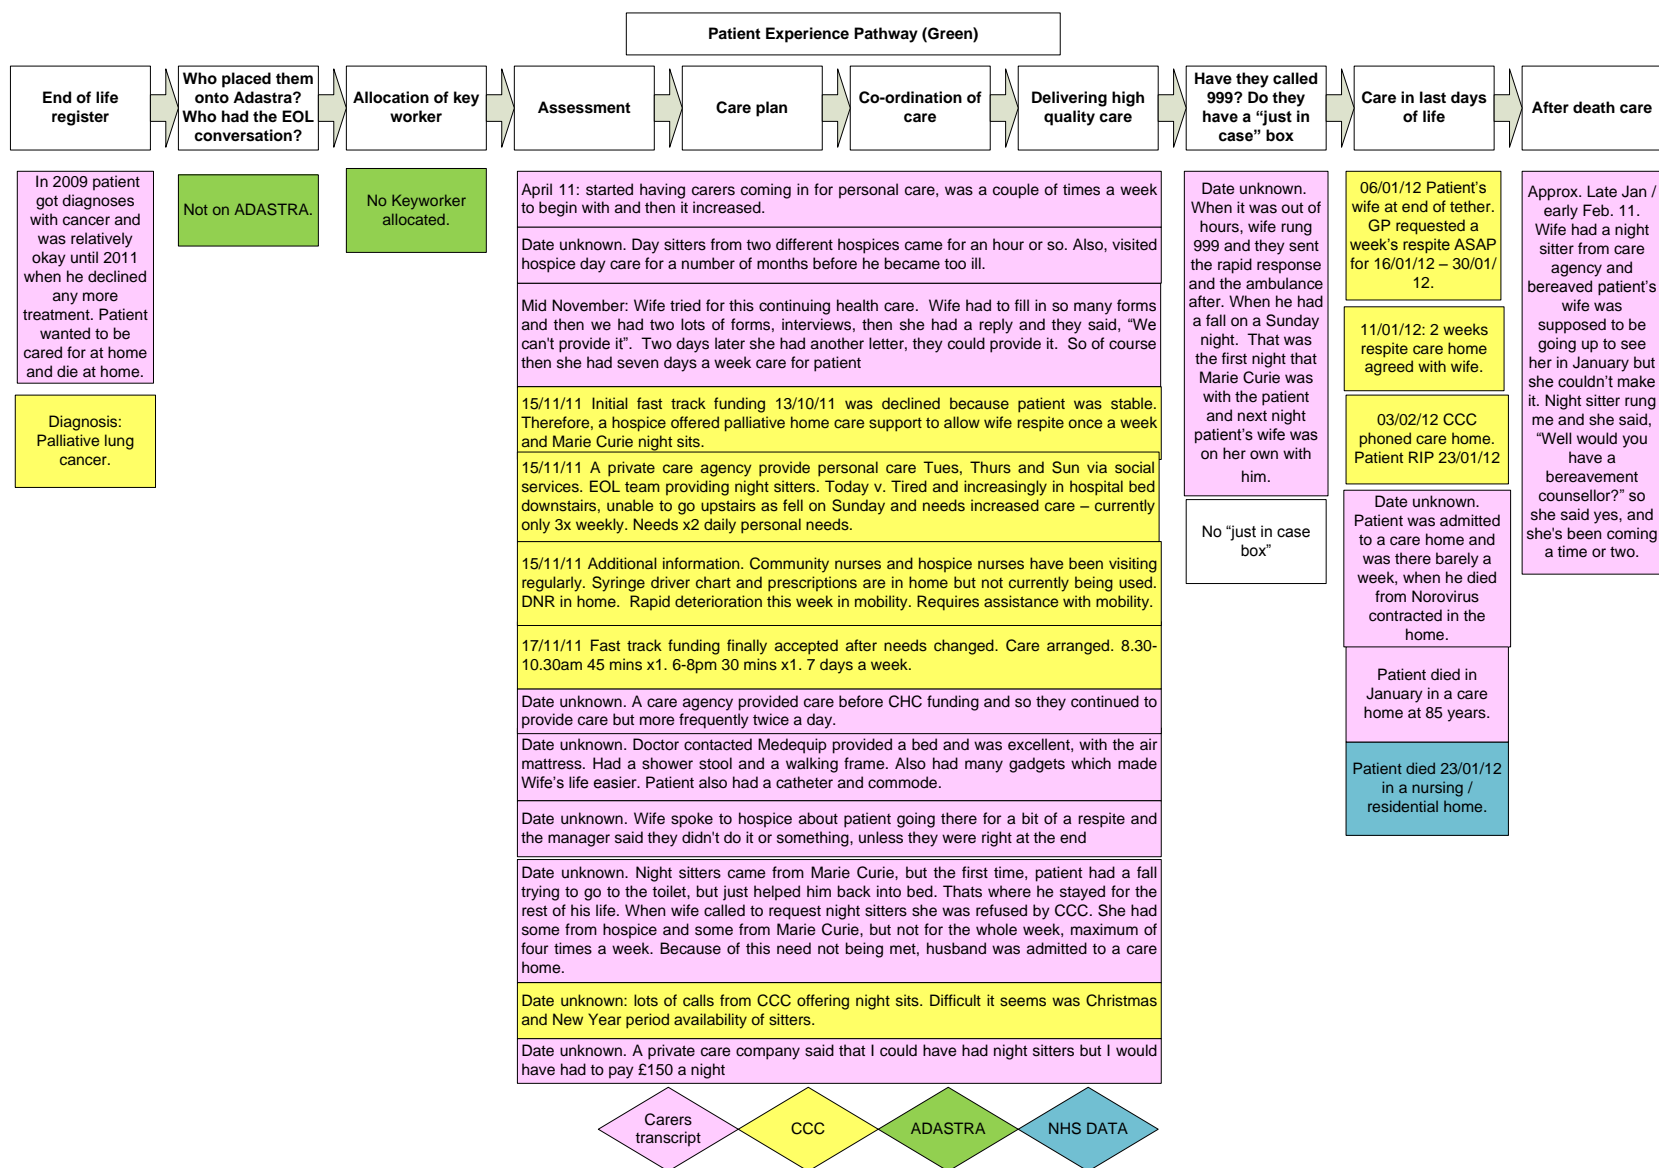 Patient Experience Pathway (Green)
End of life
register
Who placed them
onto Adastra?
Who had the EOL
conversation?
Allocation of key
worker
Assessment
Care plan
Co-ordination of
care
Delivering high
quality care
Have they called
999? Do they
have a “just in
case” box
Care in last days
of life
After death care
In 2009 patient
got diagnoses
with cancer and
was relatively
okay until 2011
when he declined
any more
treatment. Patient
wanted to be
cared for at home
and die at home.
Diagnosis:
Palliative lung
cancer.
Not on ADASTRA.
No Keyworker
allocated.
April 11: started having carers coming in for personal care, was a couple of times a week
to begin with and then it increased.
Date unknown. Day sitters from two different hospices came for an hour or so. Also, visited
hospice day care for a number of months before he became too ill.
Mid November: Wife tried for this continuing health care. Wife had to fill in so many forms
and then we had two lots of forms, interviews, then she had a reply and they said, “We
can't provide it”. Two days later she had another letter, they could provide it. So of course
then she had seven days a week care for patient
15/11/11 Initial fast track funding 13/10/11 was declined because patient was stable.
Therefore, a hospice offered palliative home care support to allow wife respite once a week
and Marie Curie night sits.
15/11/11 A private care agency provide personal care Tues, Thurs and Sun via social
services. EOL team providing night sitters. Today v. Tired and increasingly in hospital bed
downstairs, unable to go upstairs as fell on Sunday and needs increased care – currently
only 3x weekly. Needs x2 daily personal needs.
15/11/11 Additional information. Community nurses and hospice nurses have been visiting
regularly. Syringe driver chart and prescriptions are in home but not currently being used.
DNR in home. Rapid deterioration this week in mobility. Requires assistance with mobility.
17/11/11 Fast track funding finally accepted after needs changed. Care arranged. 8.30-
10.30am 45 mins x1. 6-8pm 30 mins x1. 7 days a week.
Date unknown. A care agency provided care before CHC funding and so they continued to
provide care but more frequently twice a day.
Date unknown. Doctor contacted Medequip provided a bed and was excellent, with the air
mattress. Had a shower stool and a walking frame. Also had many gadgets which made
Wife's life easier. Patient also had a catheter and commode.
Date unknown. Wife spoke to hospice about patient going there for a bit of a respite and
the manager said they didn't do it or something, unless they were right at the end
Date unknown. Night sitters came from Marie Curie, but the first time, patient had a fall
trying to go to the toilet, but just helped him back into bed. Thats where he stayed for the
rest of his life. When wife called to request night sitters she was refused by CCC. She had
some from hospice and some from Marie Curie, but not for the whole week, maximum of
four times a week. Because of this need not being met, husband was admitted to a care
home.
Date unknown: lots of calls from CCC offering night sits. Difficult it seems was Christmas
and New Year period availability of sitters.
Date unknown. A private care company said that I could have had night sitters but I would
have had to pay £150 a night
Date unknown.
When it was out of
hours, wife rung
999 and they sent
the rapid response
and the ambulance
after. When he had
a fall on a Sunday
night. That was
the first night that
Marie Curie was
with the patient
and next night
patient's wife was
on her own with
him.
No “just in case
box”
06/01/12 Patient's
wife at end of tether.
GP requested a
week's respite ASAP
for 16/01/12 – 30/01/
12.
11/01/12: 2 weeks
respite care home
agreed with wife.
03/02/12 CCC
phoned care home.
Patient RIP 23/01/12
Date unknown.
Patient was admitted
to a care home and
was there barely a
week, when he died
from Norovirus
contracted in the
home.
Patient died in
January in a care
home at 85 years.
Patient died 23/01/12
in a nursing /
residential home.
Approx. Late Jan /
early Feb. 11.
Wife had a night
sitter from care
agency and
bereaved patient's
wife was
supposed to be
going up to see
her in January but
she couldn't make
it. Night sitter rung
me and she said,
“Well would you
have a
bereavement
counsellor?” so
she said yes, and
she's been coming
a time or two.
Carers
transcript
CCC
ADASTRA
NHS DATA